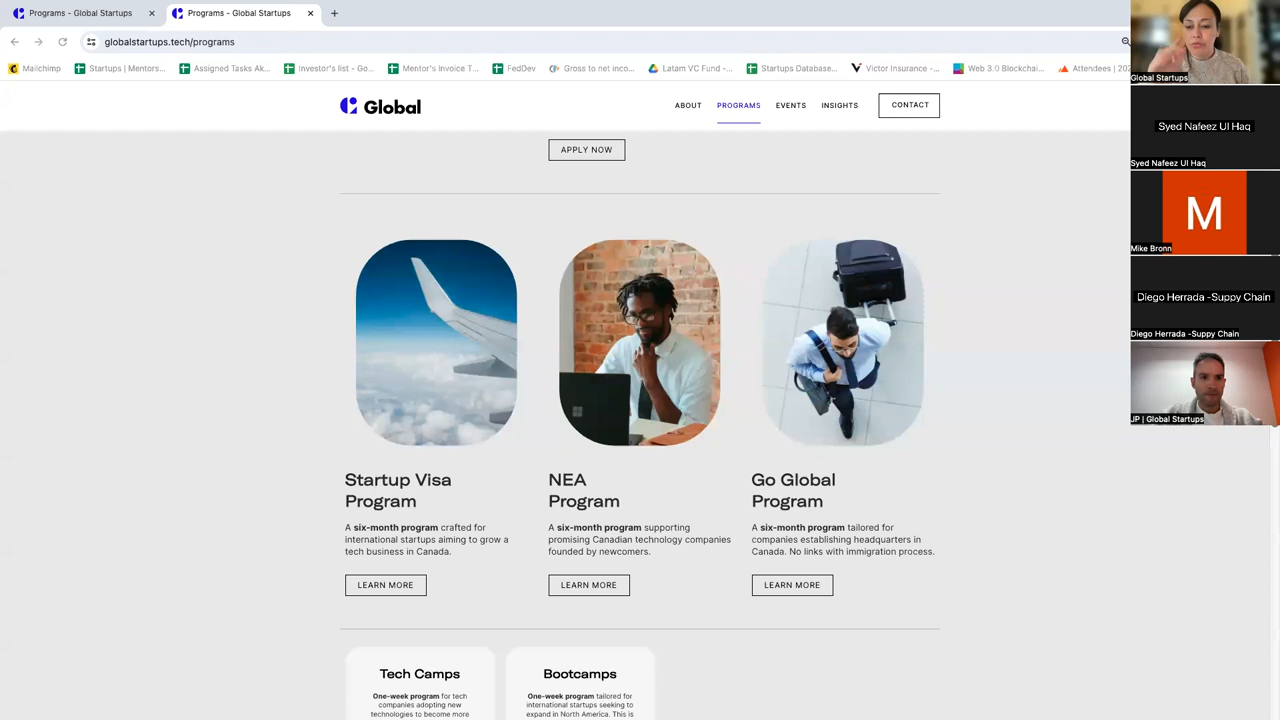 Programs - Global Startups
Programs - Global Startups
globalstartups.tech/programs
Mailchimp
Startups | Mentors...
Assigned Tasks Ak...
Investor's list - Go...
Mentor's Invoice T...
FedDev
Gross to net inco...
Latam VC Fund -...
Startups Database...
Victor Insurance -...
Web 3.0 Blockchai...
Attendees | 202
Global
ABOUT
PROGRAMS
EVENTS
INSIGHTS
CONTACT
APPLY NOW
Startup Visa
Program
A six-month program crafted for
international startups aiming to grow a
tech business in Canada.
LEARN MORE
NEA
Program
A six-month program supporting
promising Canadian technology companies
founded by newcomers.
LEARN MORE
Go Global
Program
A six-month program tailored for
companies establishing headquarters in
Canada. No links with immigration process.
LEARN MORE
Tech Camps
One-week program for tech
companies adopting new
technologies to become more
Bootcamps
One-week program tailored for
international startups seeking to
expand in North America. This is
Global Startups
Syed Nafeez Ul Haq
Syed Nafeez Ul Haq
M
Mike Bronn
Diego Herrada -Suppy Chain
Diego Herrada -Suppy Chain
JP | Global Startups